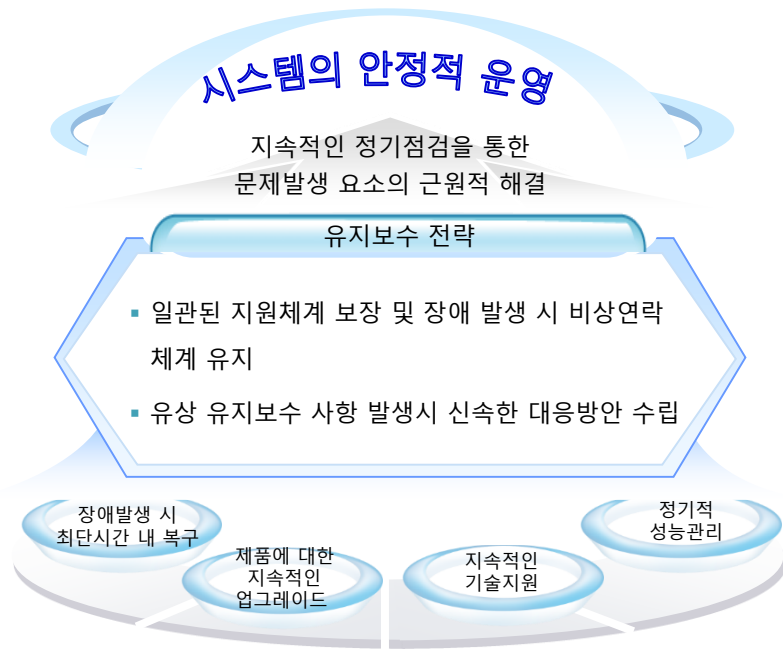 시스템의 안정적 운영
지속적인 정기점검을 통한
문제발생 요소의 근원적 해결
유지보수 전략
▪ 일관된 지원체계 보장 및 장애 발생 시 비상연락
체계 유지
▪ 유상 유지보수 사항 발생시 신속한 대응방안 수립
장애발생 시
최단시간 내 복구
제품에 대한
지속적인
업그레이드
지속적인
기술지원
정기적
성능관리